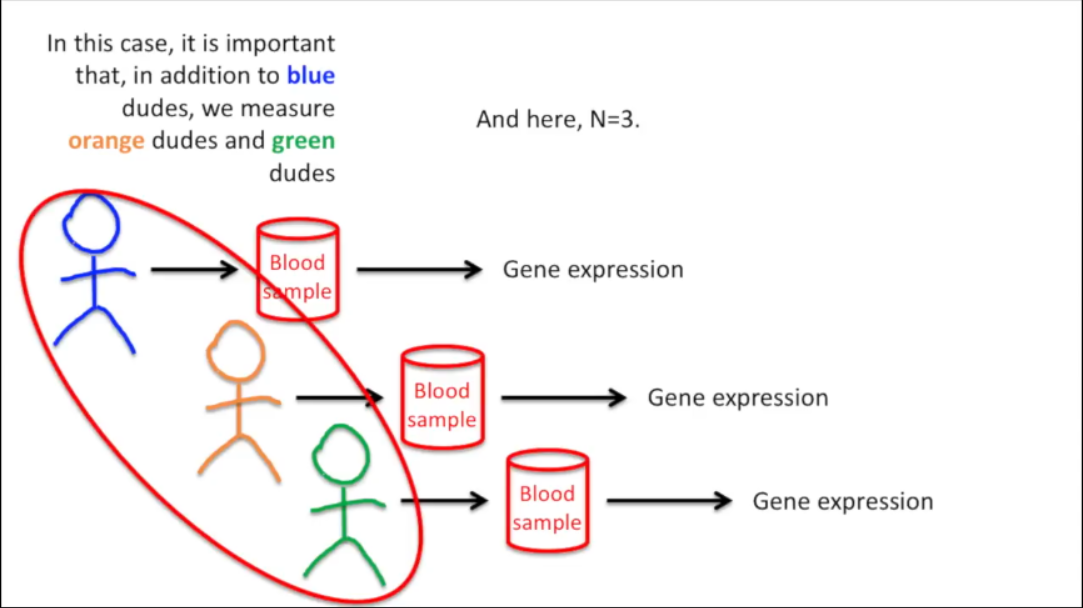 In this case, it is important
that, in addition to blue
dudes, we measure
orange dudes and green
dudes
And here, N=3.
Blood
sample
Gene expression
Blood
sample
Gene expression
Blood
sample
Gene expression